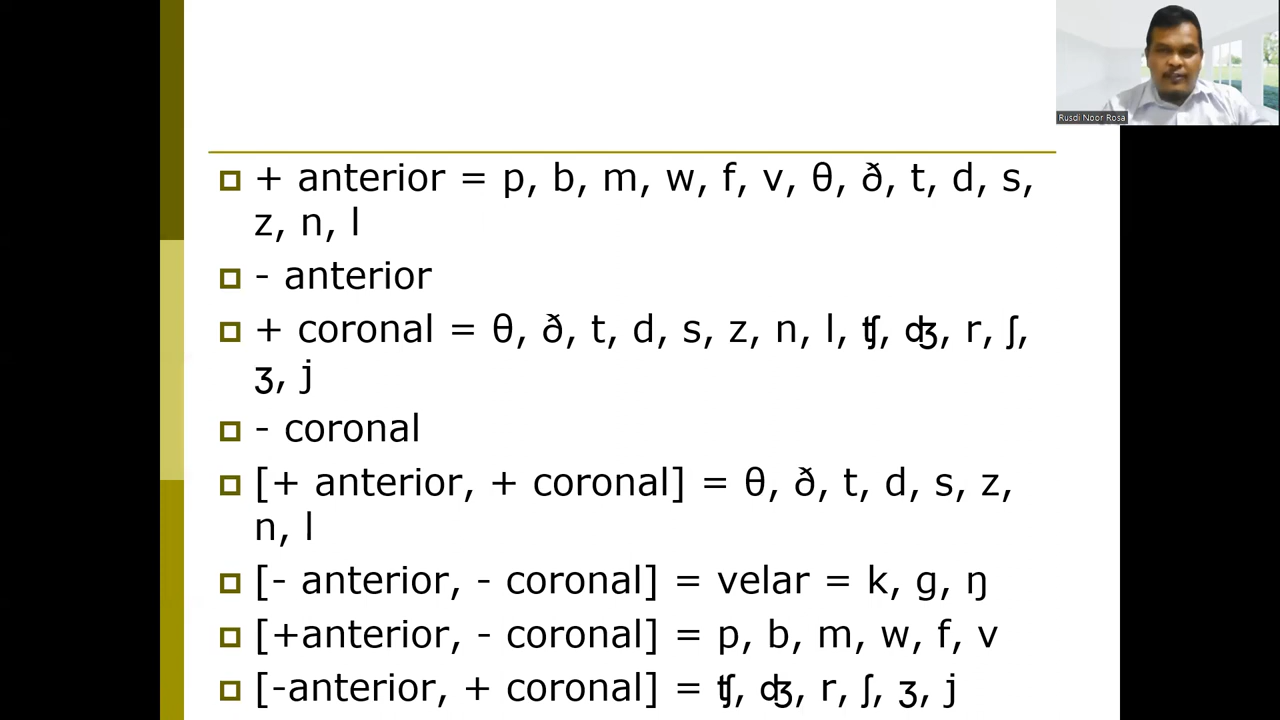 Rusdi Noor Rosa
+ anterior = p, b, m, w, f, v, θ, ð, t, d, s,
z, n, l
- anterior
+ coronal = θ, ð, t, d, s, z, n, l, ʧ, ʤ, r, ʃ,
ʒ, j
- coronal
[+ anterior, + coronal] = θ, ð, t, d, s, z,
n, l
[- anterior, - coronal] = velar = k, g, ŋ
[+anterior, - coronal] = p, b, m, w, f, v
[-anterior, + coronal] = ʧ, ʤ, r, ʃ, ʒ, j